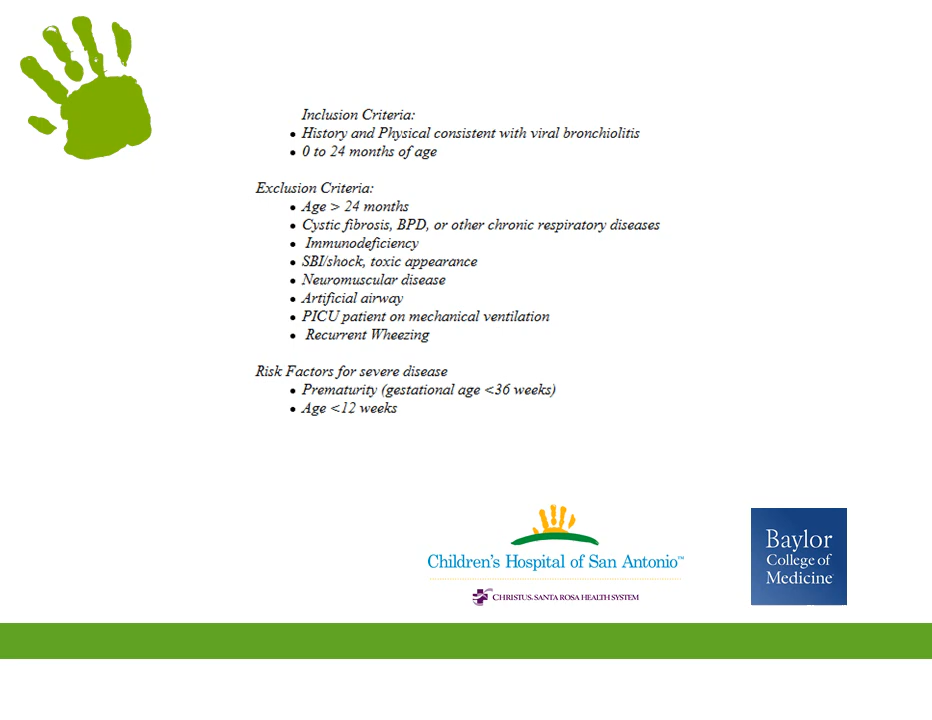 Inclusion Criteria:
• History and Physical consistent with viral bronchiolitis
• 0 to 24 months of age
Exclusion Criteria:
• Age > 24 months
• Cystic fibrosis, BPD, or other chronic respiratory diseases
• Immunodeficiency
• SBI/shock, toxic appearance
• Neuromuscular disease
• Artificial airway
• PICU patient on mechanical ventilation
• Recurrent Wheezing
Risk Factors for severe disease
• Prematurity (gestational age <36 weeks)
• Age <12 weeks
Children's Hospital of San Antonio™
CHRISTUS. SANTA ROSA HEALTH SYSTEM
Baylor
College of
Medicine